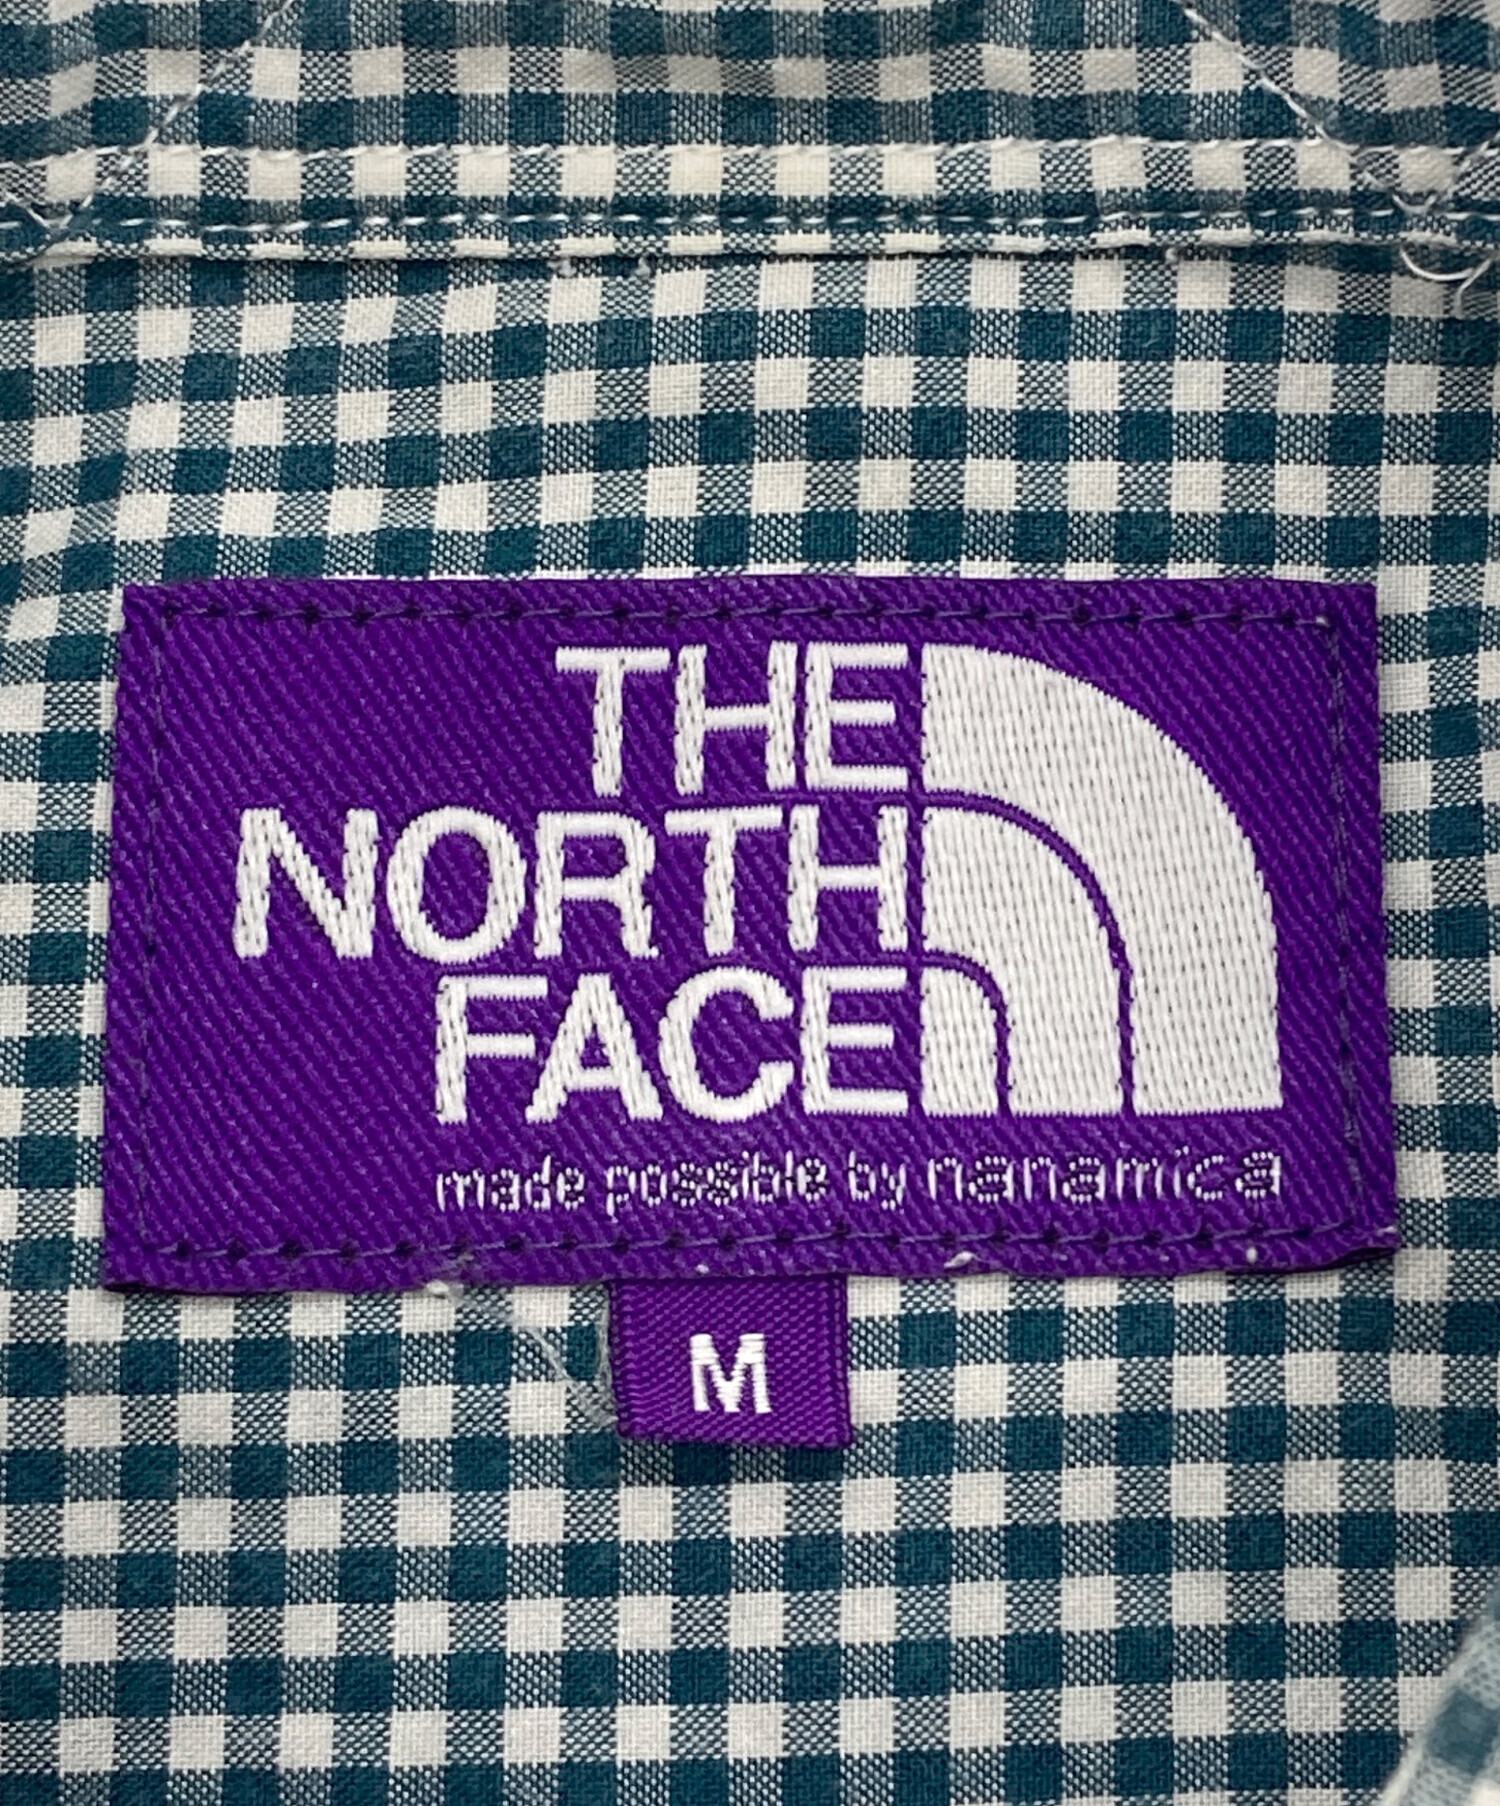 THE
NORTH
FACE
made possible by nanamica
M